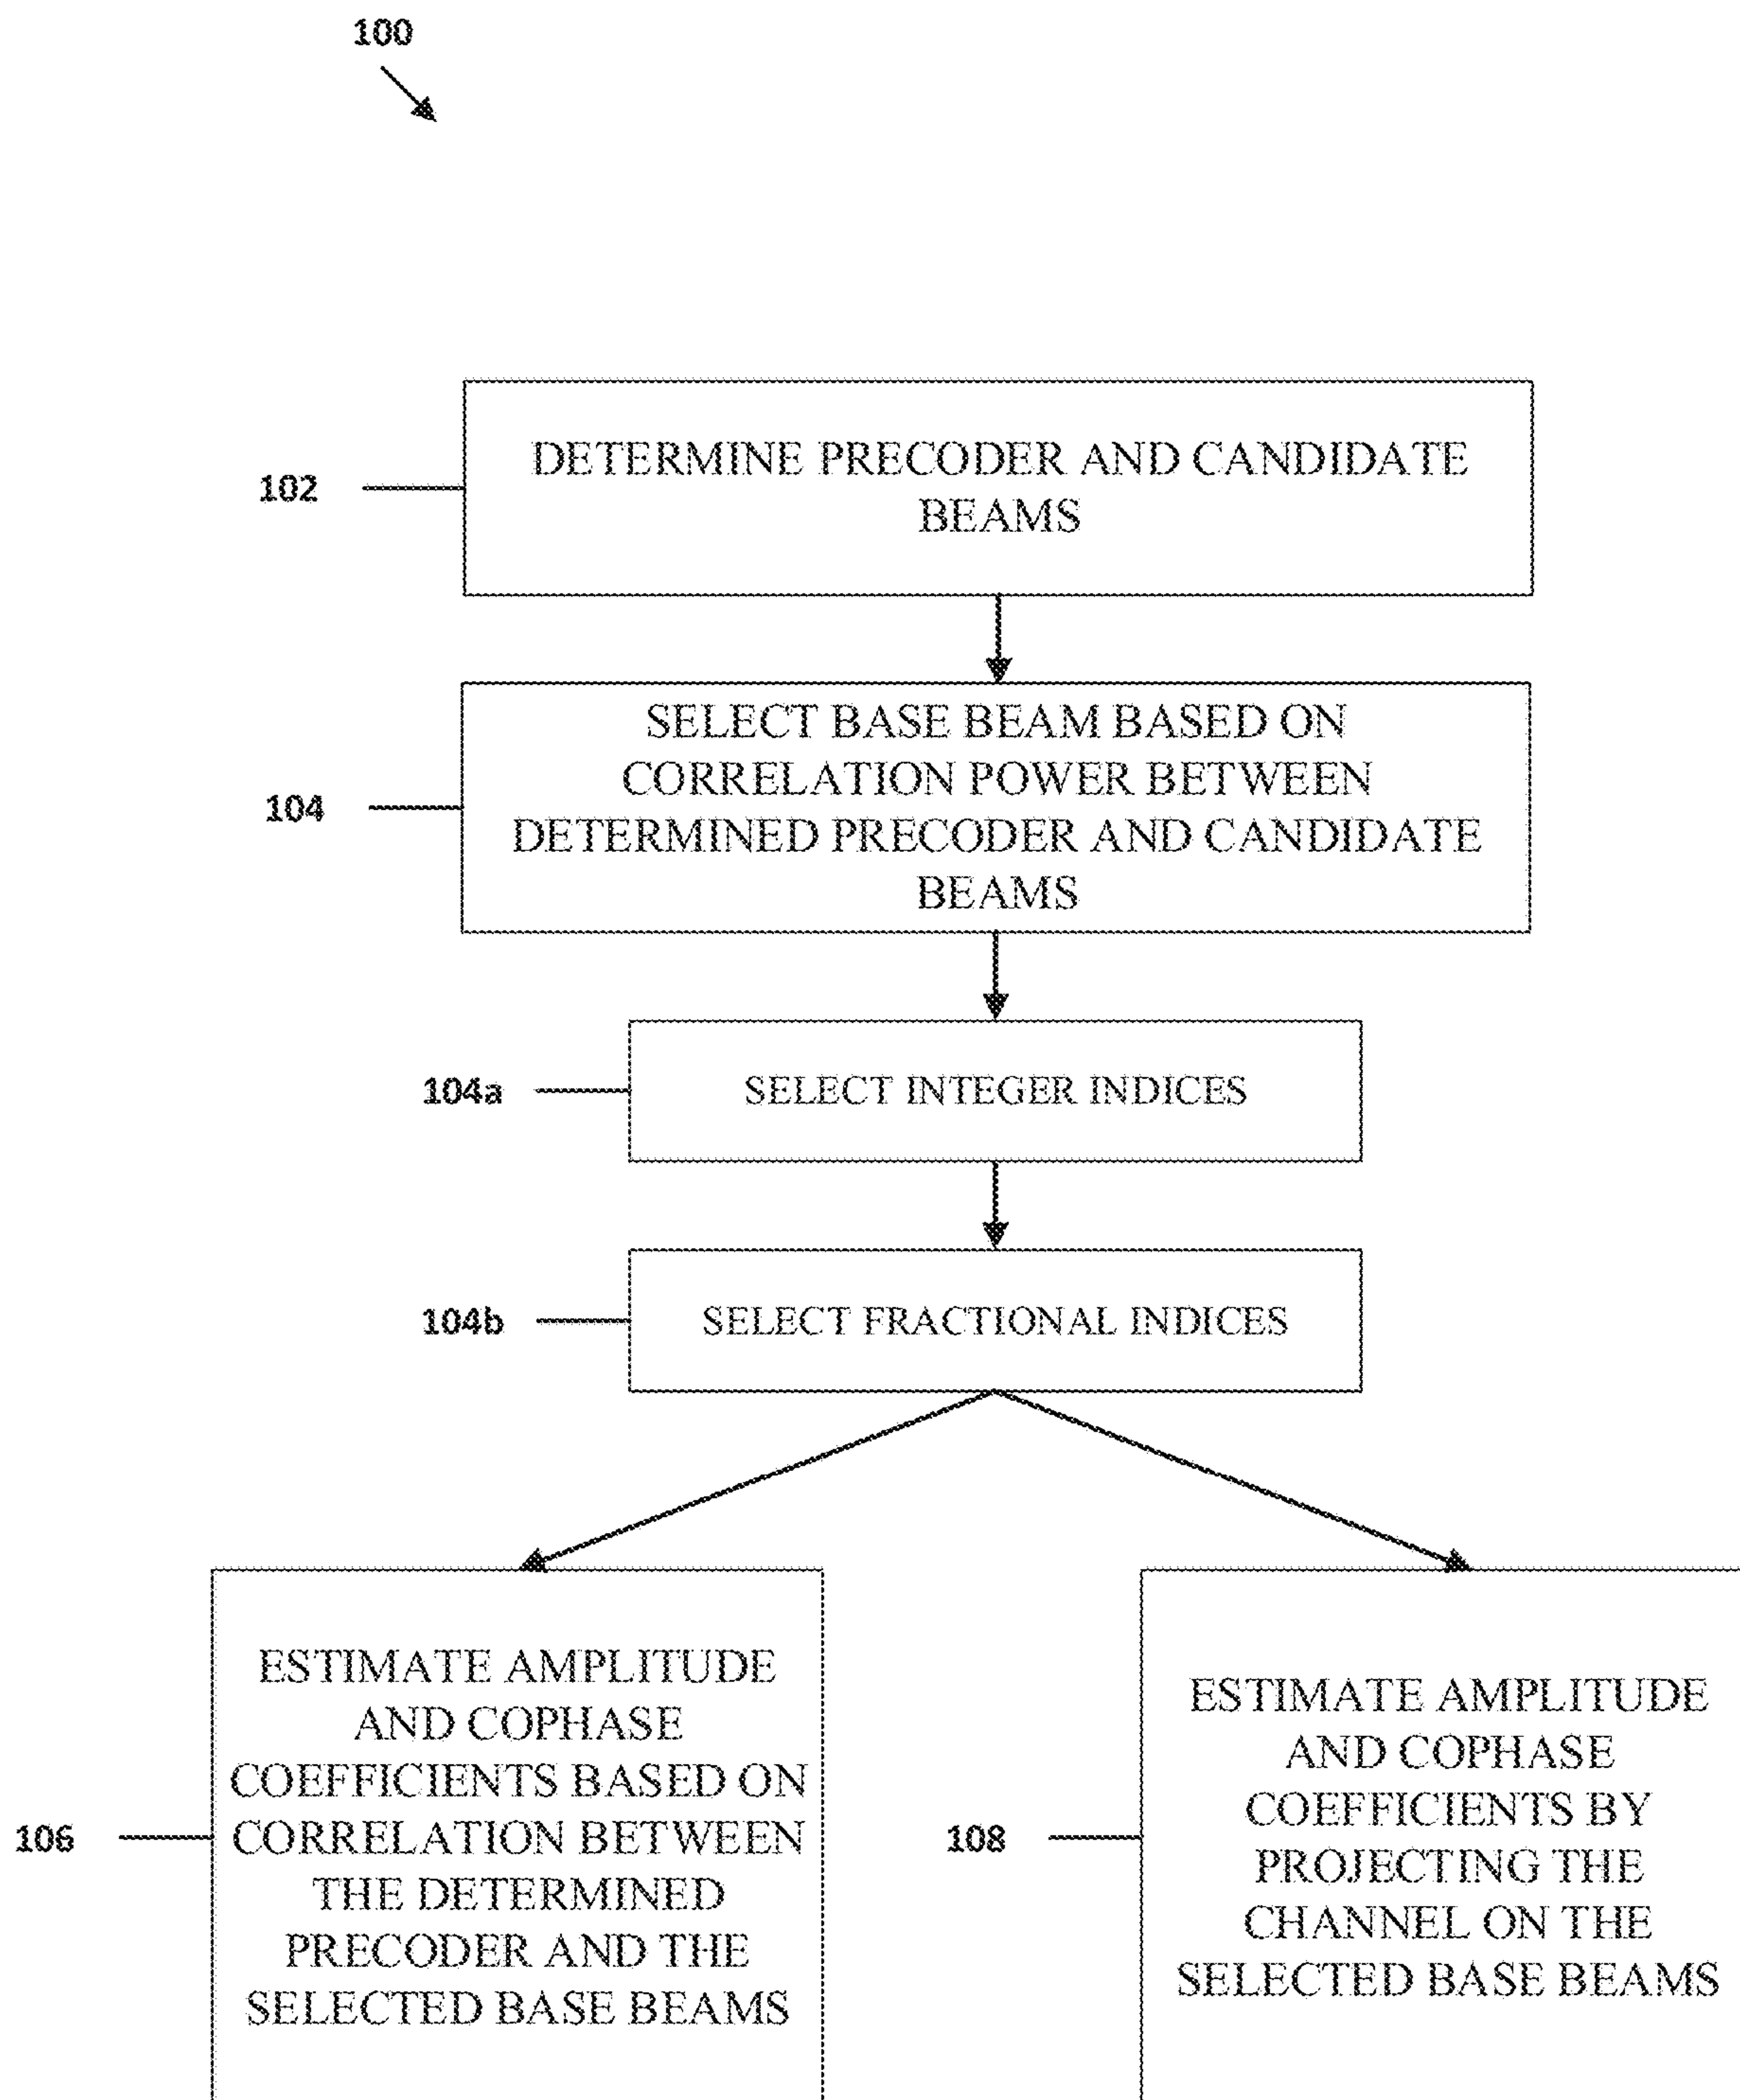 100
102
DETERMINE PRECODER AND CANDIDATE
BEAMS
104
SELECT BASE BEAM BASED ON
CORRELATION POWER BETWEEN
DETERMINED PRECODER AND CANDIDATE
BEAMS
104a
SELECT INTEGER INDICES
104b
SELECT FRACTIONAL INDICES
106
ESTIMATE AMPLITUDE
AND COPHASE
COEFFICIENTS BASED ON
CORRELATION BETWEEN
THE DETERMINED
PRECODER AND THE
SELECTED BASE BEAMS
108
ESTIMATE AMPLITUDE
AND COPHASE
COEFFICIENTS BY
PROJECTING THE
CHANNEL ON THE
SELECTED BASE BEAMS